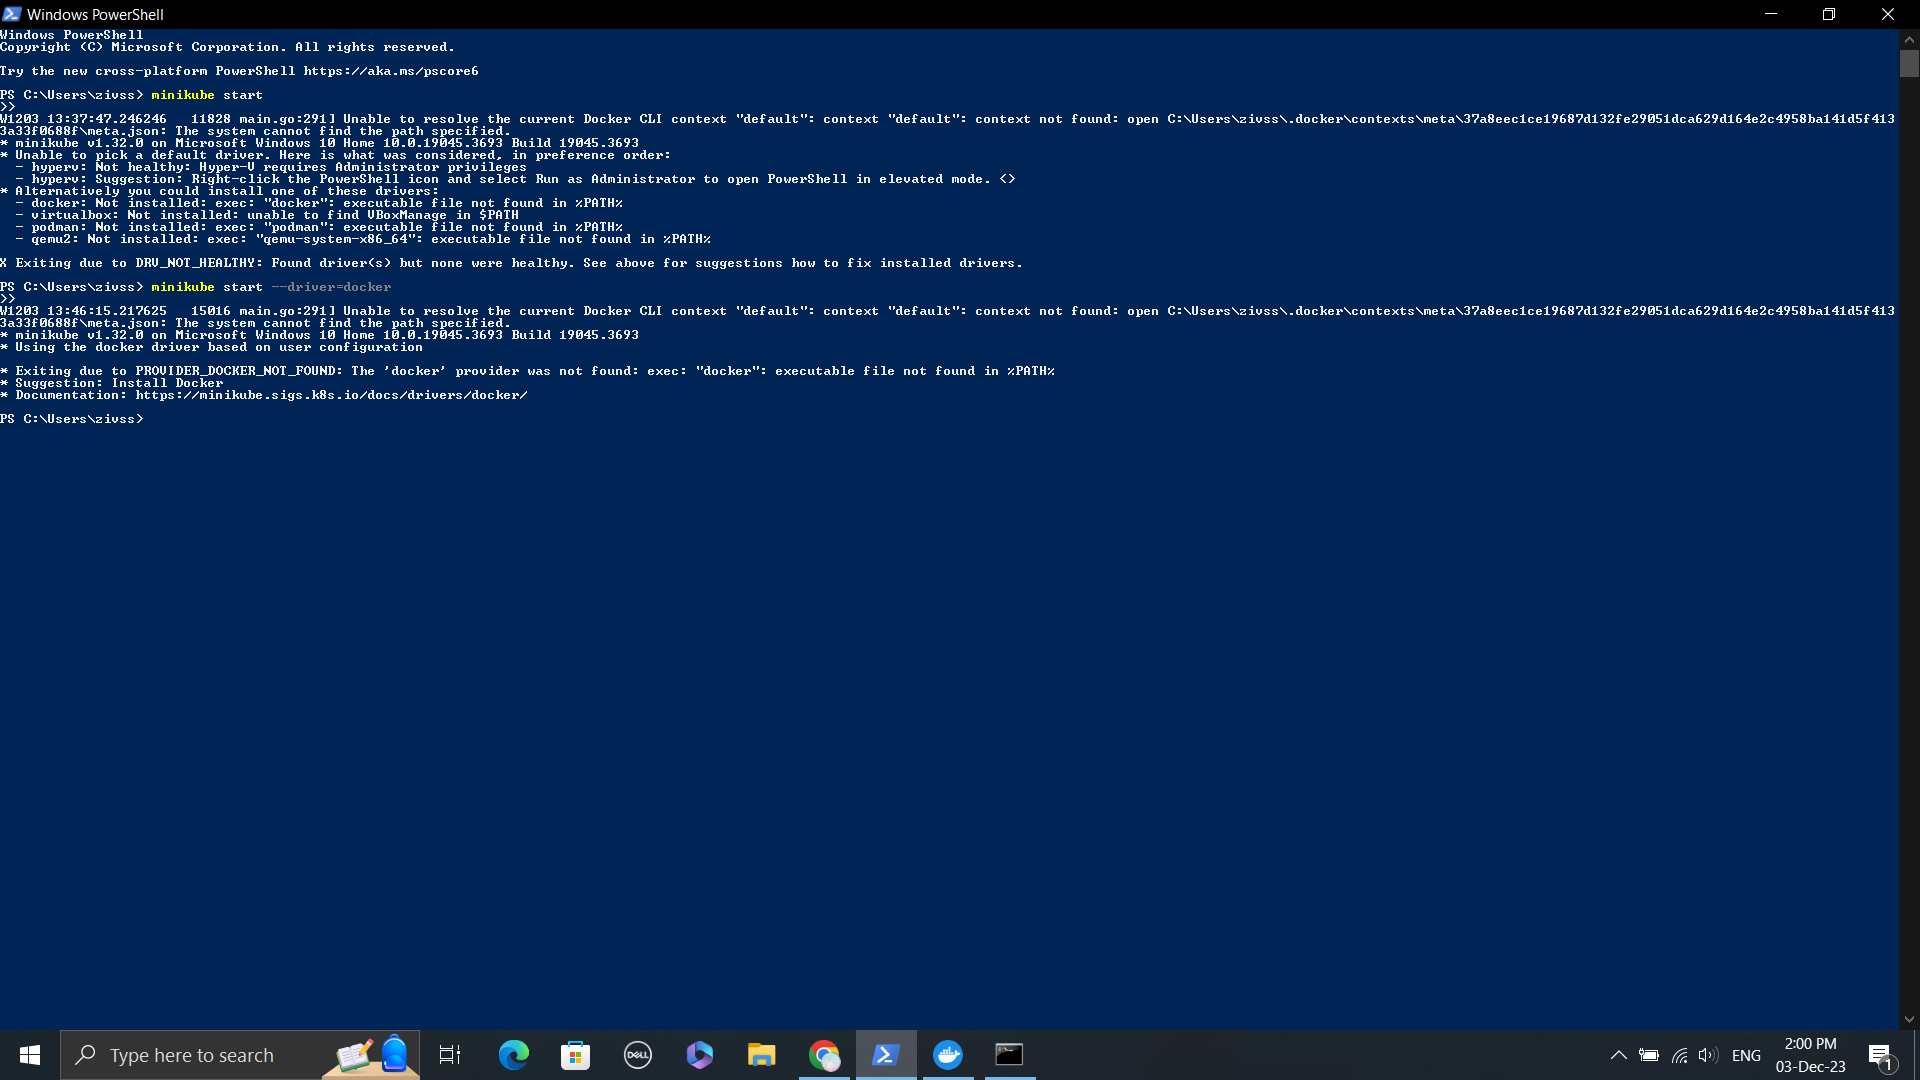 Windows PowerShell
Windows PowerShell
Copyright (C) Microsoft Corporation. All rights reserved.
Try the new cross-platform PowerShell https://aka.ms/pscore6
PS C:\Users\zivss> minikube start
>>
W1203 13:37:47.246246   11828 main.go:291] Unable to resolve the current Docker CLI context "default": context "default": context not found: open C:\Users\zivss\.docker\contexts\meta\37a8eec1ce19687d132fe29051dca629d164e2c4958ba141d5f413
3a33f0688f\meta.json: The system cannot find the path specified.
* minikube v1.32.0 on Microsoft Windows 10 Home 10.0.19045.3693 Build 19045.3693
* Unable to pick a default driver. Here is what was considered, in preference order:
  - hyperv: Not healthy: Hyper-V requires Administrator privileges
  - hyperv: Suggestion: Right-click the PowerShell icon and select Run as Administrator to open PowerShell in elevated mode. <>
* Alternatively you could install one of these drivers:
  - docker: Not installed: exec: "docker": executable file not found in %PATH%
  - virtualbox: Not installed: unable to find VBoxManage in $PATH
  - podman: Not installed: exec: "podman": executable file not found in %PATH%
  - qemu2: Not installed: exec: "qemu-system-x86_64": executable file not found in %PATH%
X Exiting due to DRV_NOT_HEALTHY: Found driver(s) but none were healthy. See above for suggestions how to fix installed drivers.
PS C:\Users\zivss> minikube start --driver=docker
>>
W1203 13:46:15.217625   15016 main.go:291] Unable to resolve the current Docker CLI context "default": context "default": context not found: open C:\Users\zivss\.docker\contexts\meta\37a8eec1ce19687d132fe29051dca629d164e2c4958ba141d5f413
3a33f0688f\meta.json: The system cannot find the path specified.
* minikube v1.32.0 on Microsoft Windows 10 Home 10.0.19045.3693 Build 19045.3693
* Using the docker driver based on user configuration
* Exiting due to PROVIDER_DOCKER_NOT_FOUND: The 'docker' provider was not found: exec: "docker": executable file not found in %PATH%
* Suggestion: Install Docker
* Documentation: https://minikube.sigs.k8s.io/docs/drivers/docker/
PS C:\Users\zivss>
Type here to search
DELL
ENG
2:00 PM
03-Dec-23
1